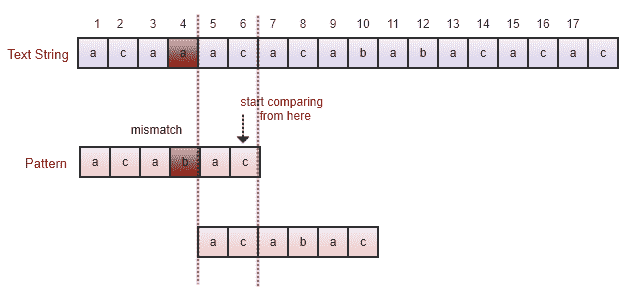 1 2 3 4 5 6 7 8 9 10 11 12 13 14 15 16 17
Text String a c a a a c a c a b a b a c a c a c
start comparing
from here
mismatch
Pattern a c a b a c
a c a b a c